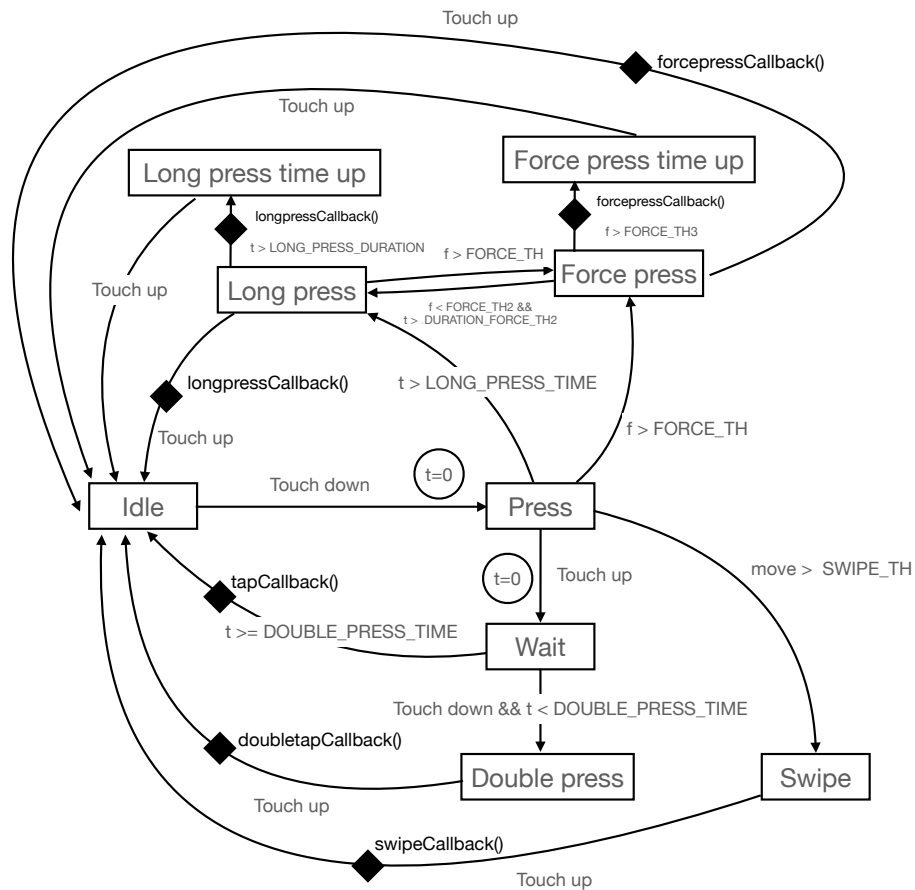 Touch up
forcepressCallback()
Touch up
Long press time up
Force press time up
longpressCallback()
t > LONG_PRESS_DURATION
forcepressCallback()
f > FORCE_TH3
f > FORCE_TH
Long press
Force press
Touch up
f < FORCE_TH2 &&
t > DURATION_FORCE_TH2
longpressCallback()
t > LONG_PRESS_TIME
Touch up
f > FORCE_TH
Touch down
t=0
Idle
Press
tapCallback()
t=0
Touch up
move > SWIPE_TH
t >= DOUBLE_PRESS_TIME
Wait
Touch down && t < DOUBLE_PRESS_TIME
doubletapCallback()
Double press
Swipe
Touch up
swipeCallback()
Touch up